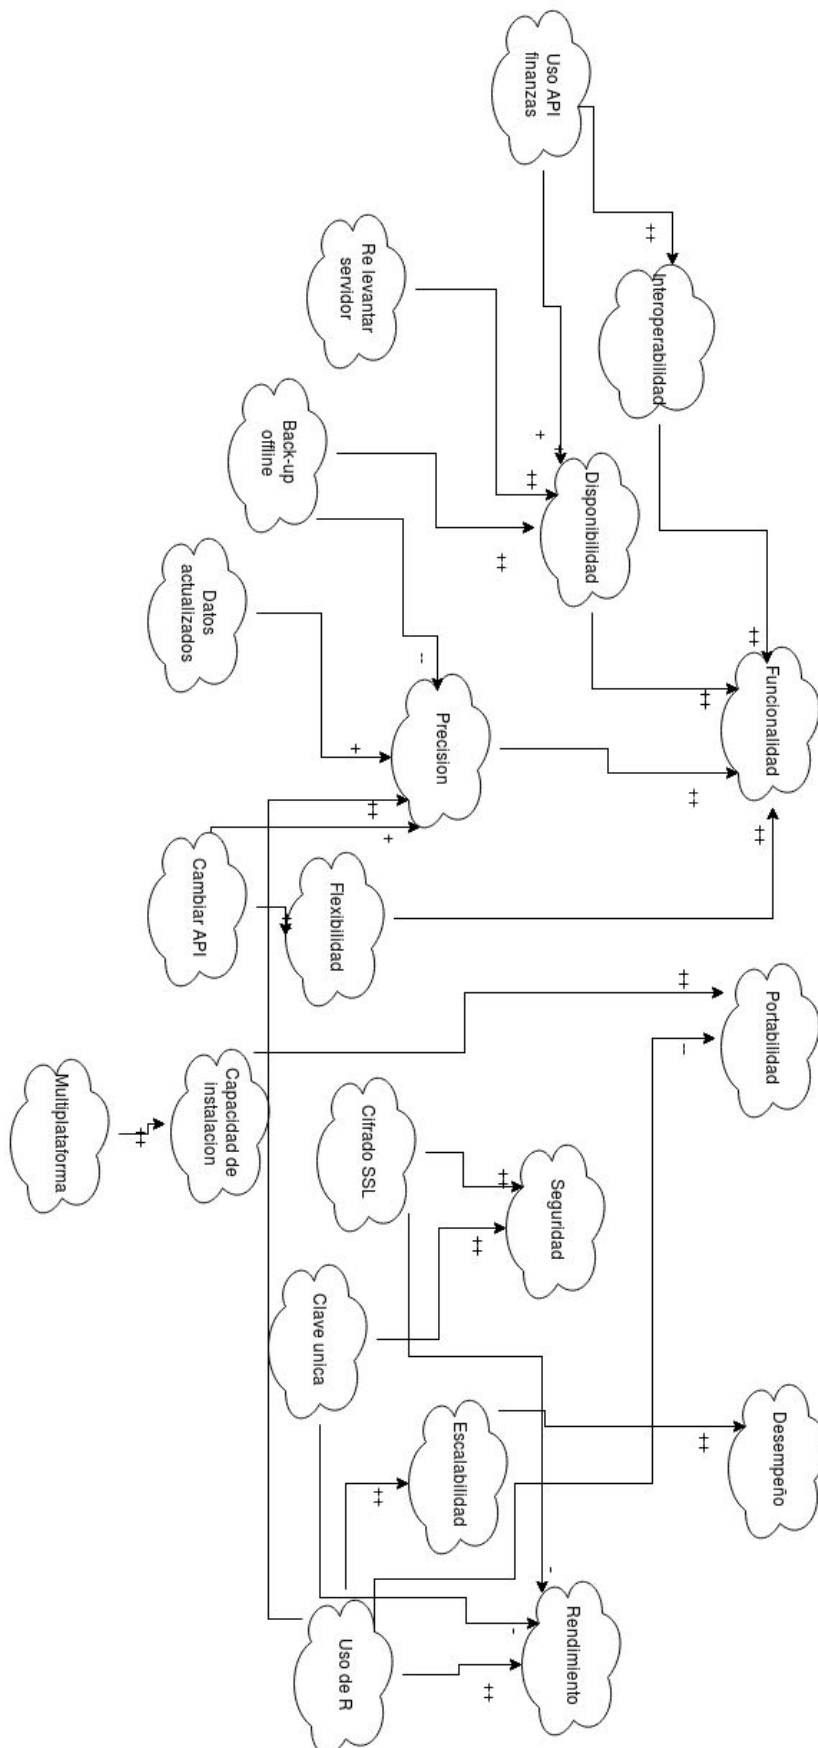 Funcionalidad
Portabilidad
Desempeño
++
++
++
++
++
++
-
Interoperabilidad
++
Disponibilidad
Seguridad
Rendimiento
Uso API
finanzas
+
++
++
++
++
-
-
++
Precision
Escalabilidad
--
+
++
+
++
Re levantar
servidor
Flexibilidad
Cifrado SSL
Clave unica
Uso de R
Back-up
offline
Datos
actualizados
Cambiar API
Capacidad de
instalacion
++
Multiplataforma